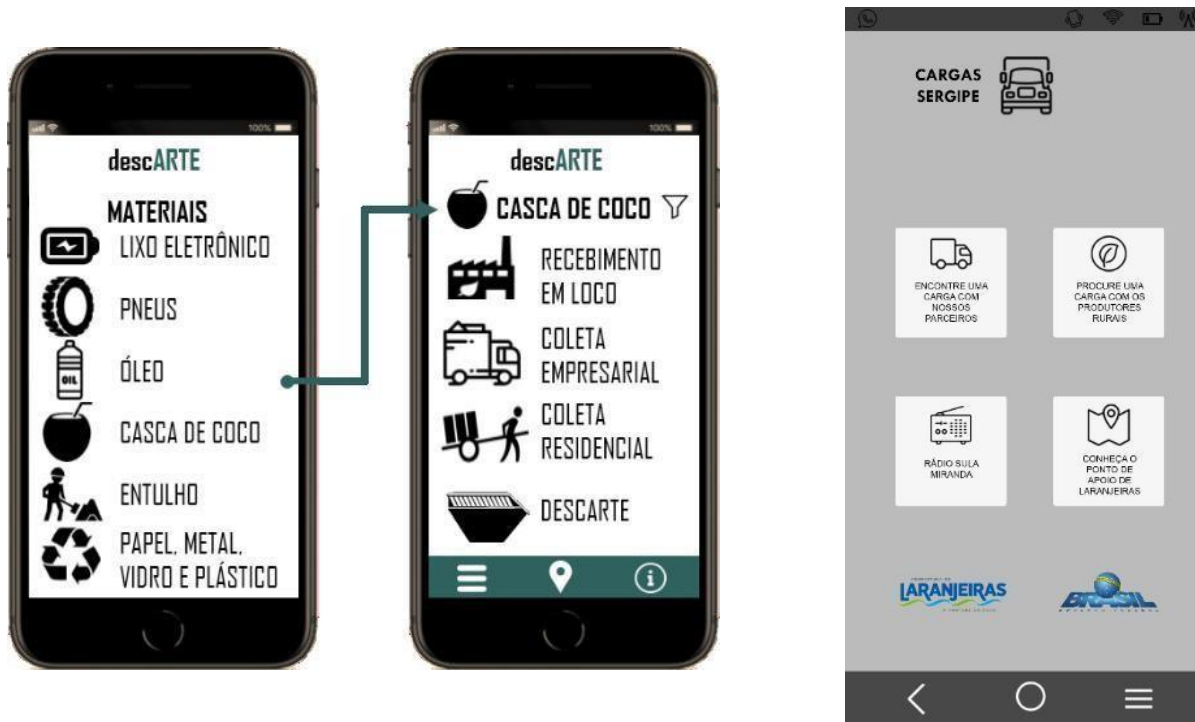 100%
descARTE
MATERIAIS
LIXO ELETRÔNICO
PNEUS
OIL
ÓLEO
CASCA DE COCO
ENTULHO
PAPEL, METAL,
VIDRO E PLÁSTICO
100%
descARTE
CASCA DE COCO
RECEBIMENTO
EM LOCO
COLETA
EMPRESARIAL
COLETA
RESIDENCIAL
DESCARTE
CARGAS
SERGIPE
ENCONTRE UMA
CARGA COM
NOSSOS
PARCEIROS
PROCURE UMA
CARGA COM OS
PRODUTORES
RURAIS
RÁDIO SULA
MIRANDA
CONHEÇA O
PONTO DE
APOIO DE
LARANJEIRAS
LARANJEIRAS
BRASIL